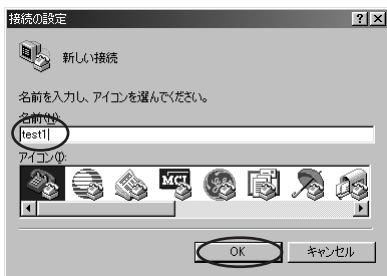 接続の設定
新しい接続
名前を入力し、アイコンを選んでください。
名前(N):
test1
アイコン(I):
MCI
OK
キャンセル